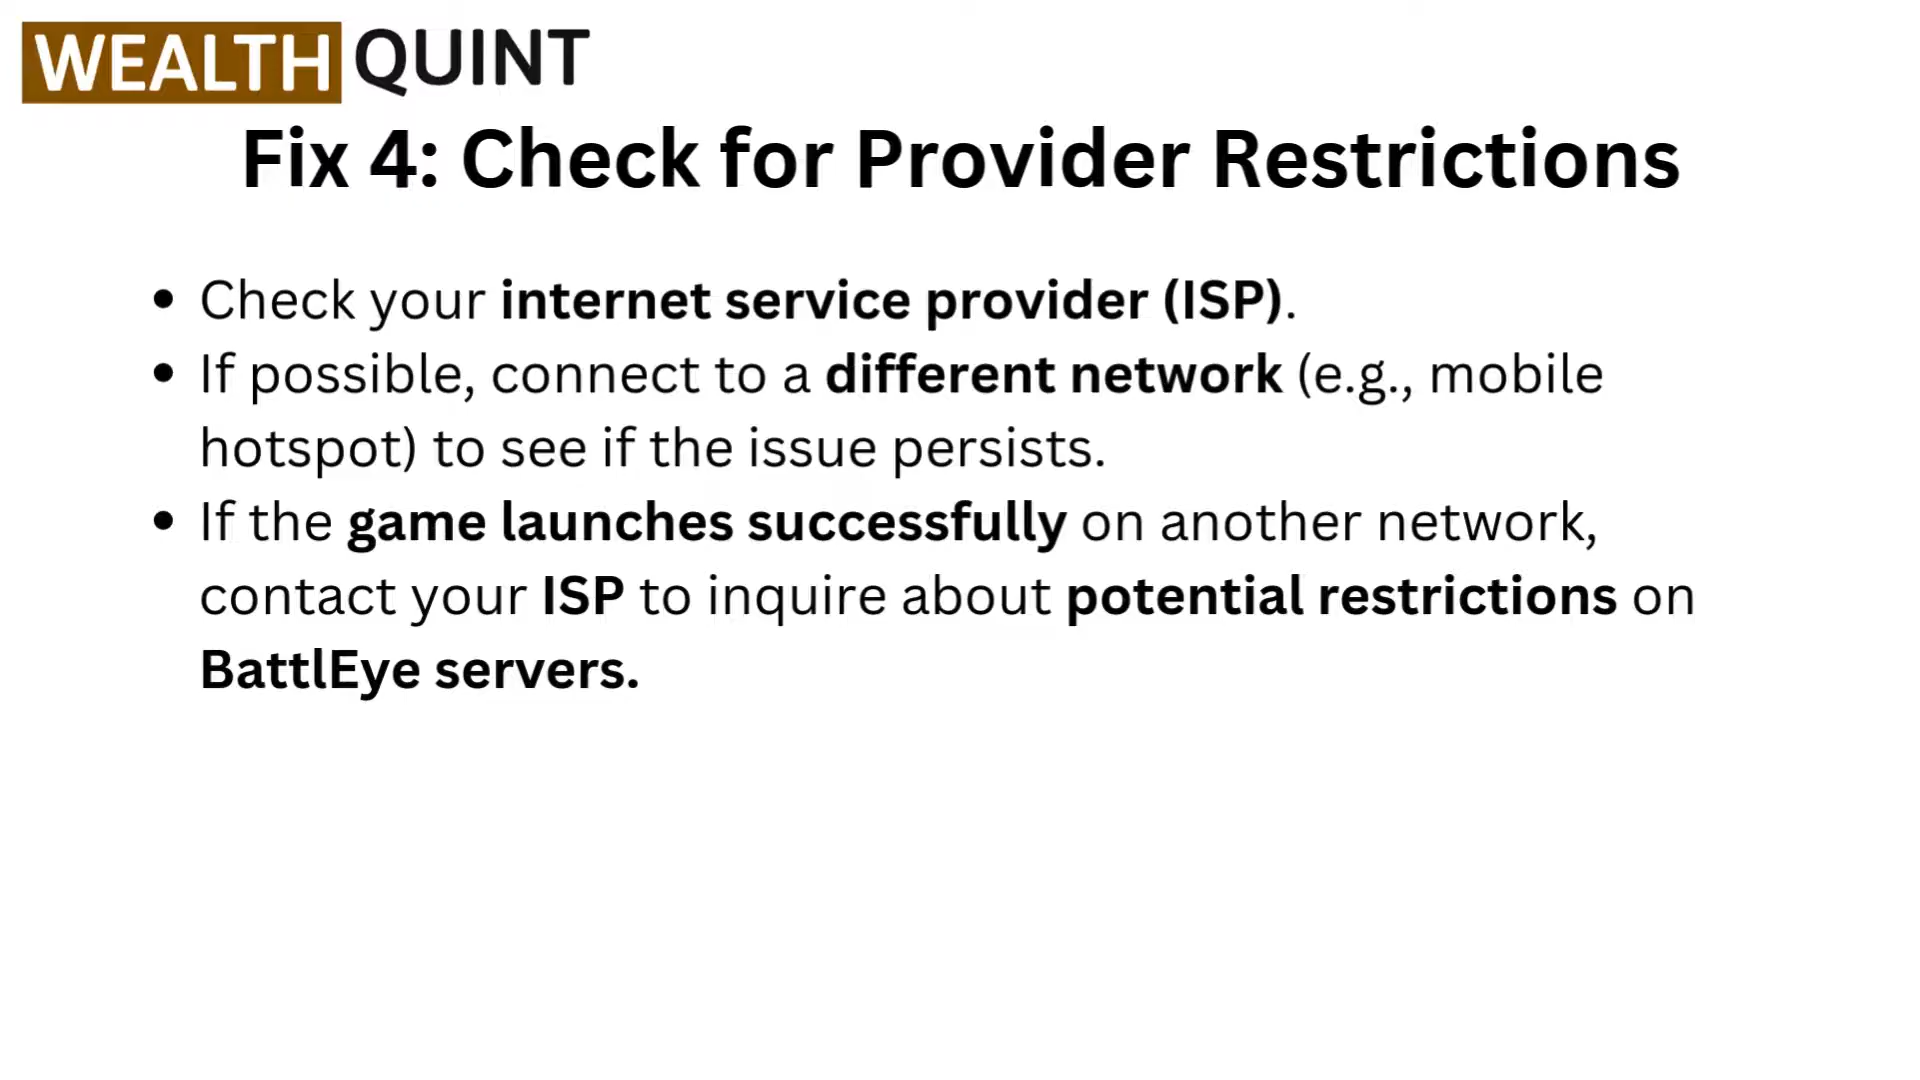 WEALTH QUINT
Fix 4: Check for Provider Restrictions
• Check your internet service provider (ISP).
• If possible, connect to a different network (e.g., mobile
hotspot) to see if the issue persists.
• If the game launches successfully on another network,
contact your ISP to inquire about potential restrictions on
BattlEye servers.